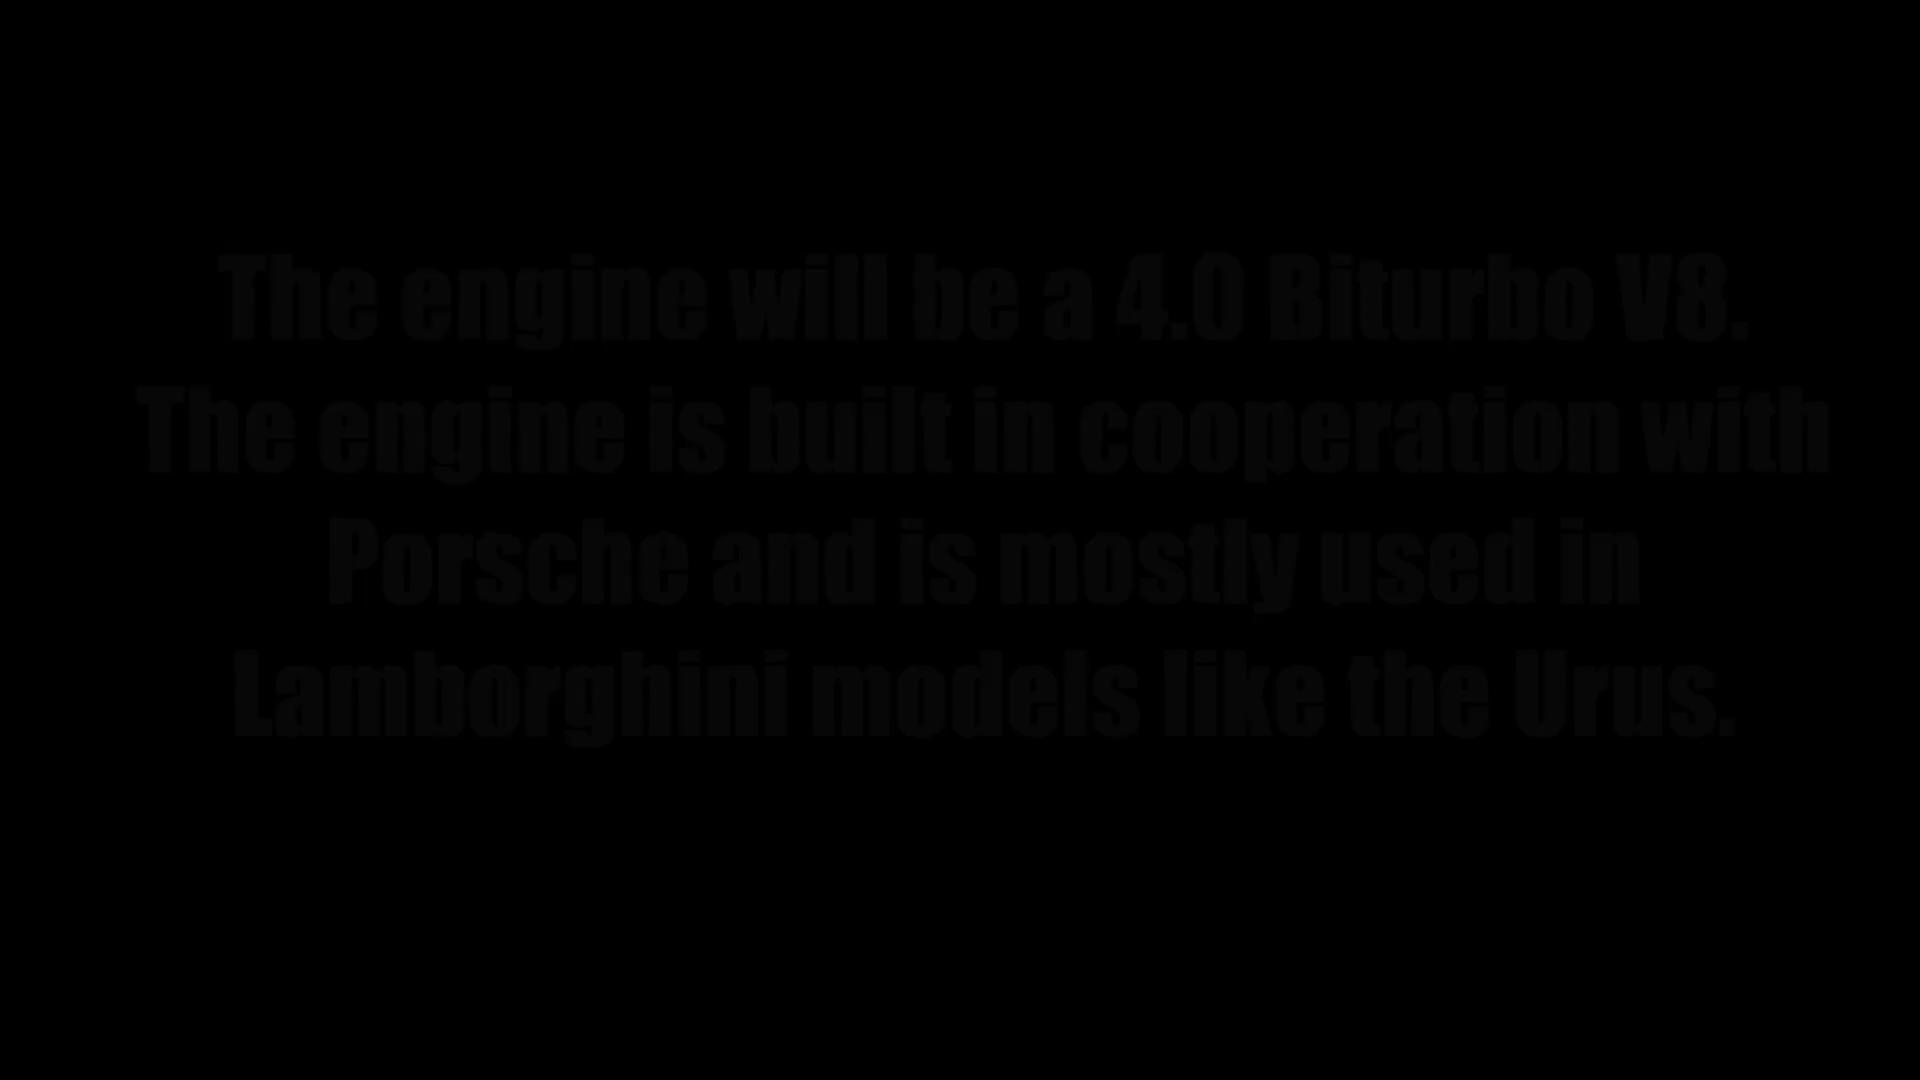 The engine will be a 4.0 Biturbo V8.
The engine is built in cooperation with
Porsche and is mostly used in
Lamborghini models like the Urus.